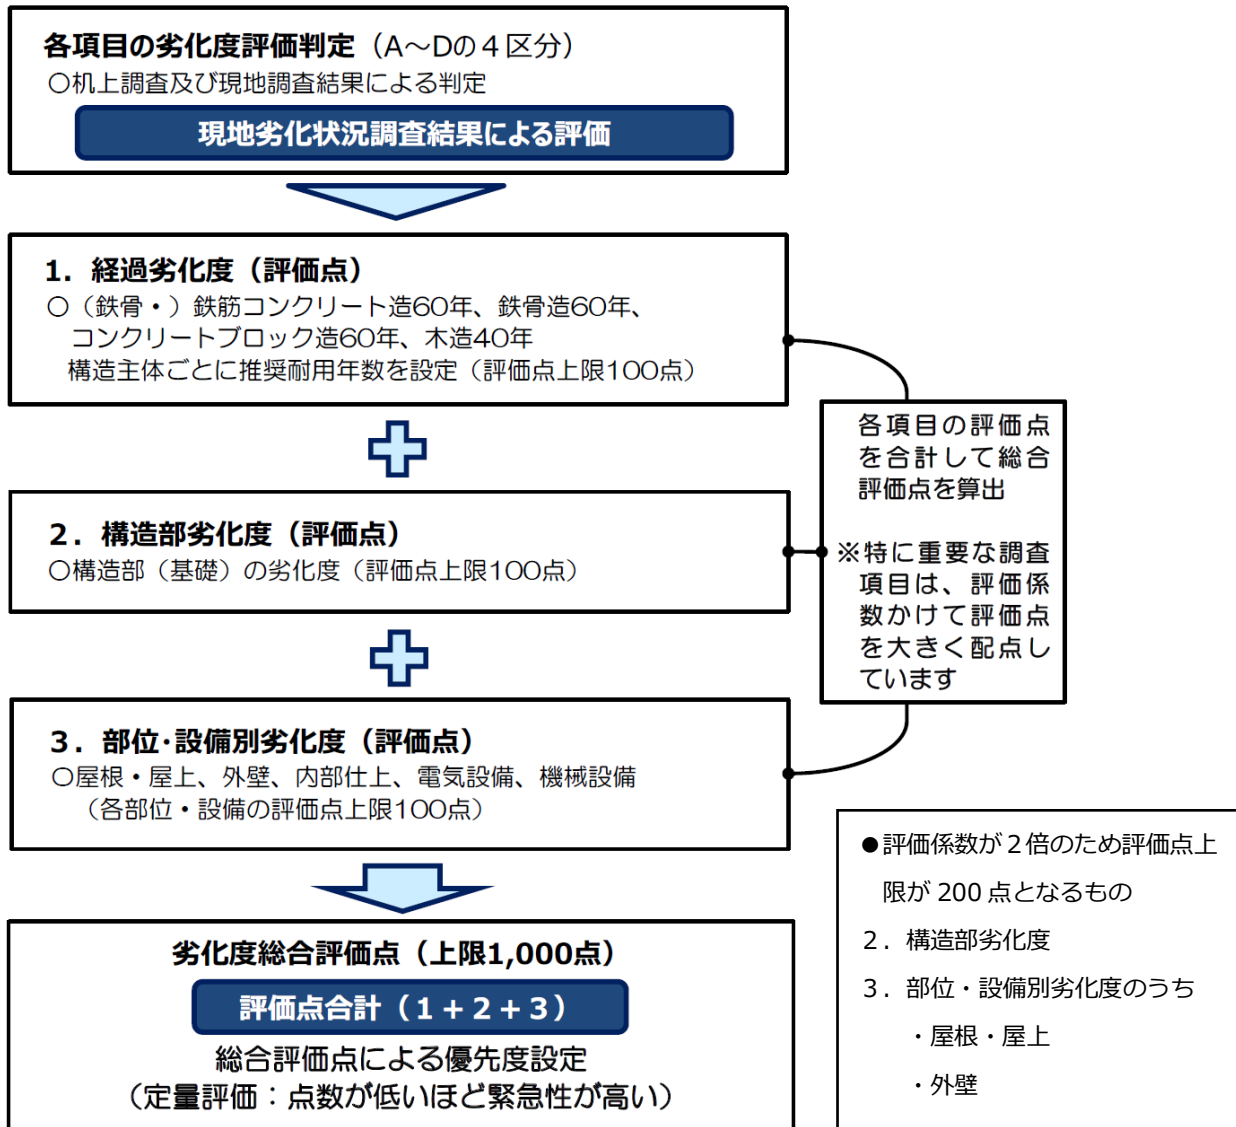 各項目の劣化度評価判定（A～Dの４区分）
○机上調査及び現地調査結果による判定
現地劣化状況調査結果による評価
1．経過劣化度（評価点）
○（鉄骨・）鉄筋コンクリート造60年、鉄骨造60年、
コンクリートブロック造60年、木造40年
構造主体ごとに推奨耐用年数を設定（評価点上限100点）
各項目の評価点
を合計して総合
評価点を算出
※特に重要な調査
項目は、評価係
数かけて評価点
を大きく配点し
ています
2．構造部劣化度（評価点）
○構造部（基礎）の劣化度（評価点上限100点）
3．部位・設備別劣化度（評価点）
○屋根・屋上、外壁、内部仕上、電気設備、機械設備
（各部位・設備の評価点上限100点）
劣化度総合評価点（上限1,000点）
評価点合計（1＋2＋3）
総合評価点による優先度設定
（定量評価：点数が低いほど緊急性が高い）
●評価係数が２倍のため評価点上
限が 200 点となるもの
２．構造部劣化度
３．部位・設備別劣化度のうち
・屋根・屋上
・外壁